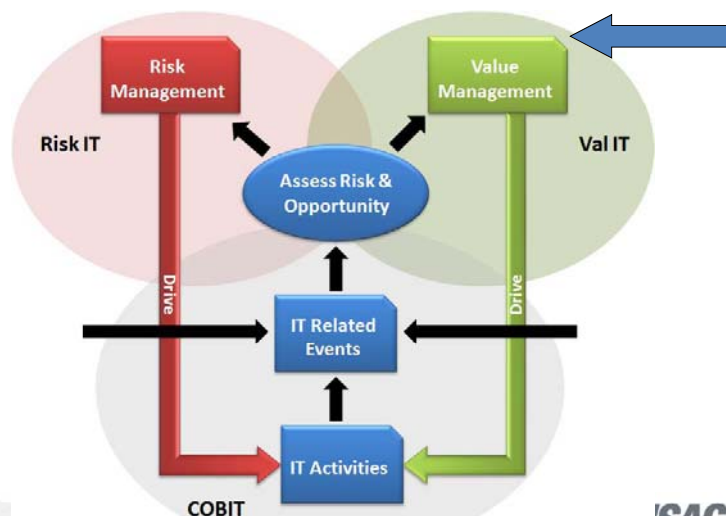 Risk
Management
Value
Management
Risk IT
Val IT
Assess Risk &
Opportunity
Drive
Drive
IT Related
Events
IT Activities
COBIT